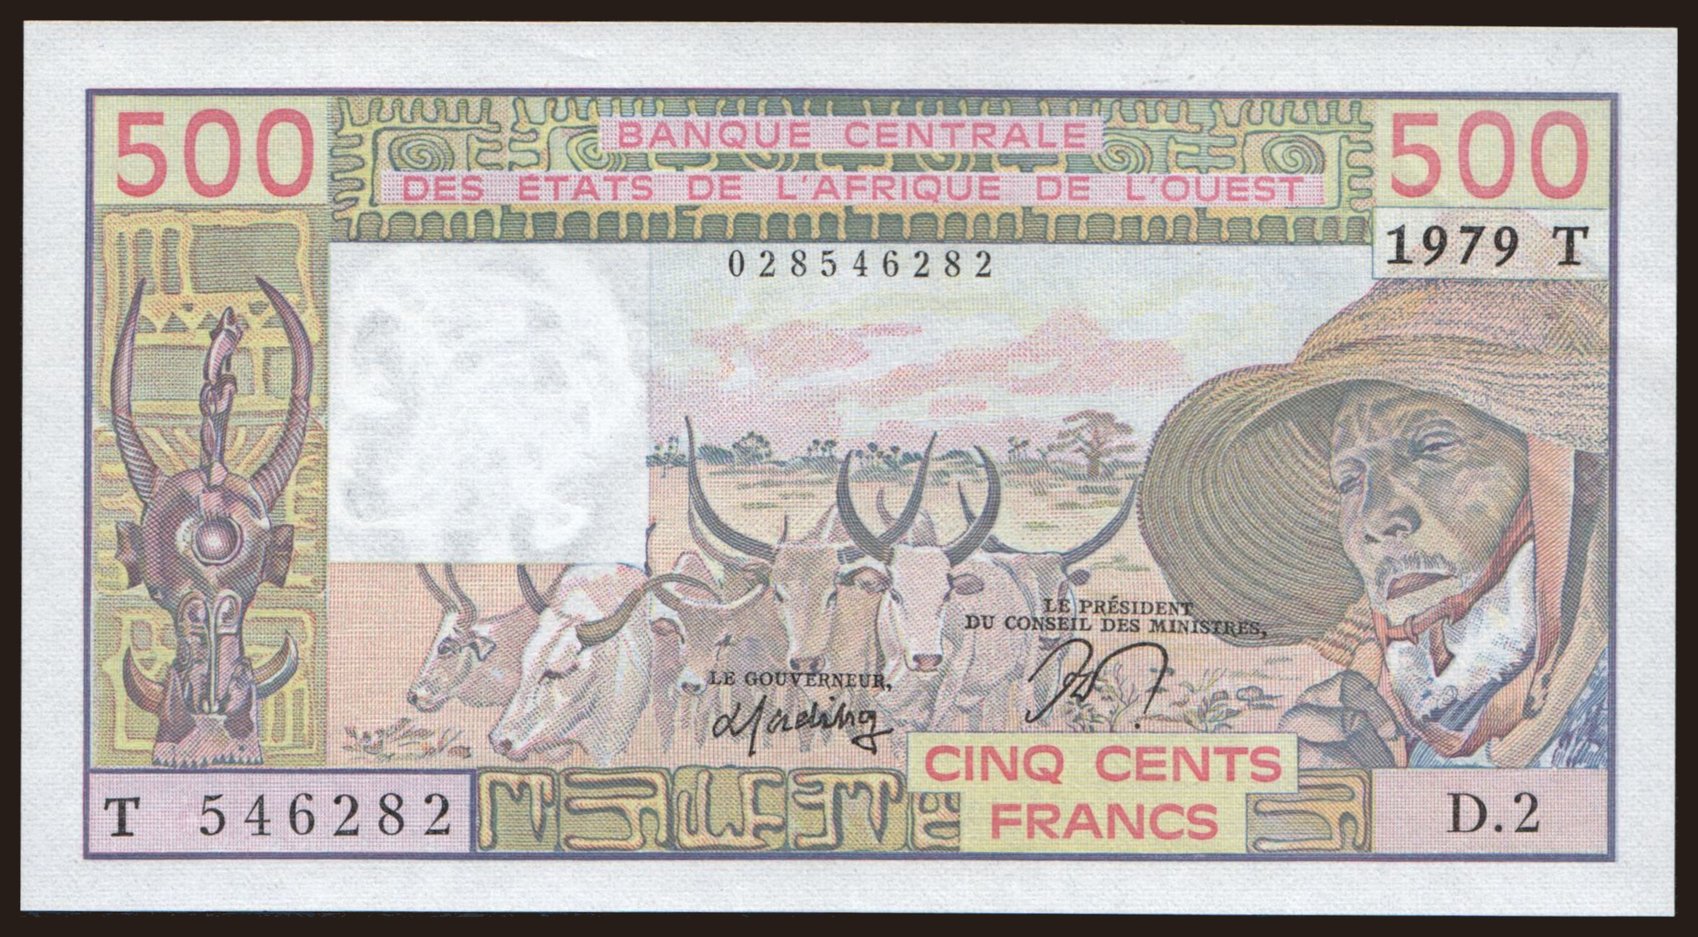 500
BANQUE CENTRALE
DES ÉTATS DE L'AFRIQUE DE L'OUEST
500
1979 T
028546282
LE PRÉSIDENT
DU CONSEIL DES MINISTRES,
LE GOUVERNEUR,
CINQ CENTS
FRANCS
T 546282
D.2